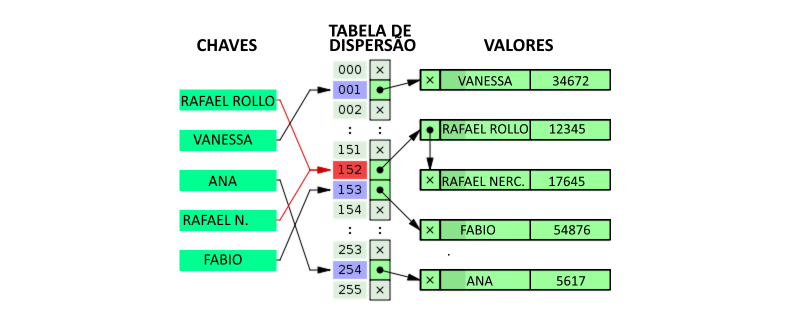 CHAVES
TABELA DE
DISPERSÃO
VALORES
RAFAEL ROLLO
VANESSA
ANA
RAFAEL N.
FABIO
000 ×
001
002 ×
: :
151 ×
152
153
154 ×
: :
253 ×
254
255 ×
× VANESSA 34672
RAFAEL ROLLO 12345
× RAFAEL NERC. 17645
× FABIO 54876
.
× ANA 5617